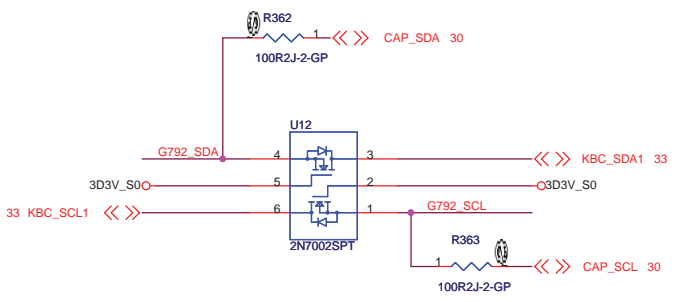 R362
1
CAP_SDA 30
100R2J-2-GP
U12
G792_SDA
4
3
KBC_SDA1 33
3D3V_S0
5
2
3D3V_S0
33 KBC_SCL1
6
1
G792_SCL
2N7002SPT
R363
1
CAP_SCL 30
100R2J-2-GP